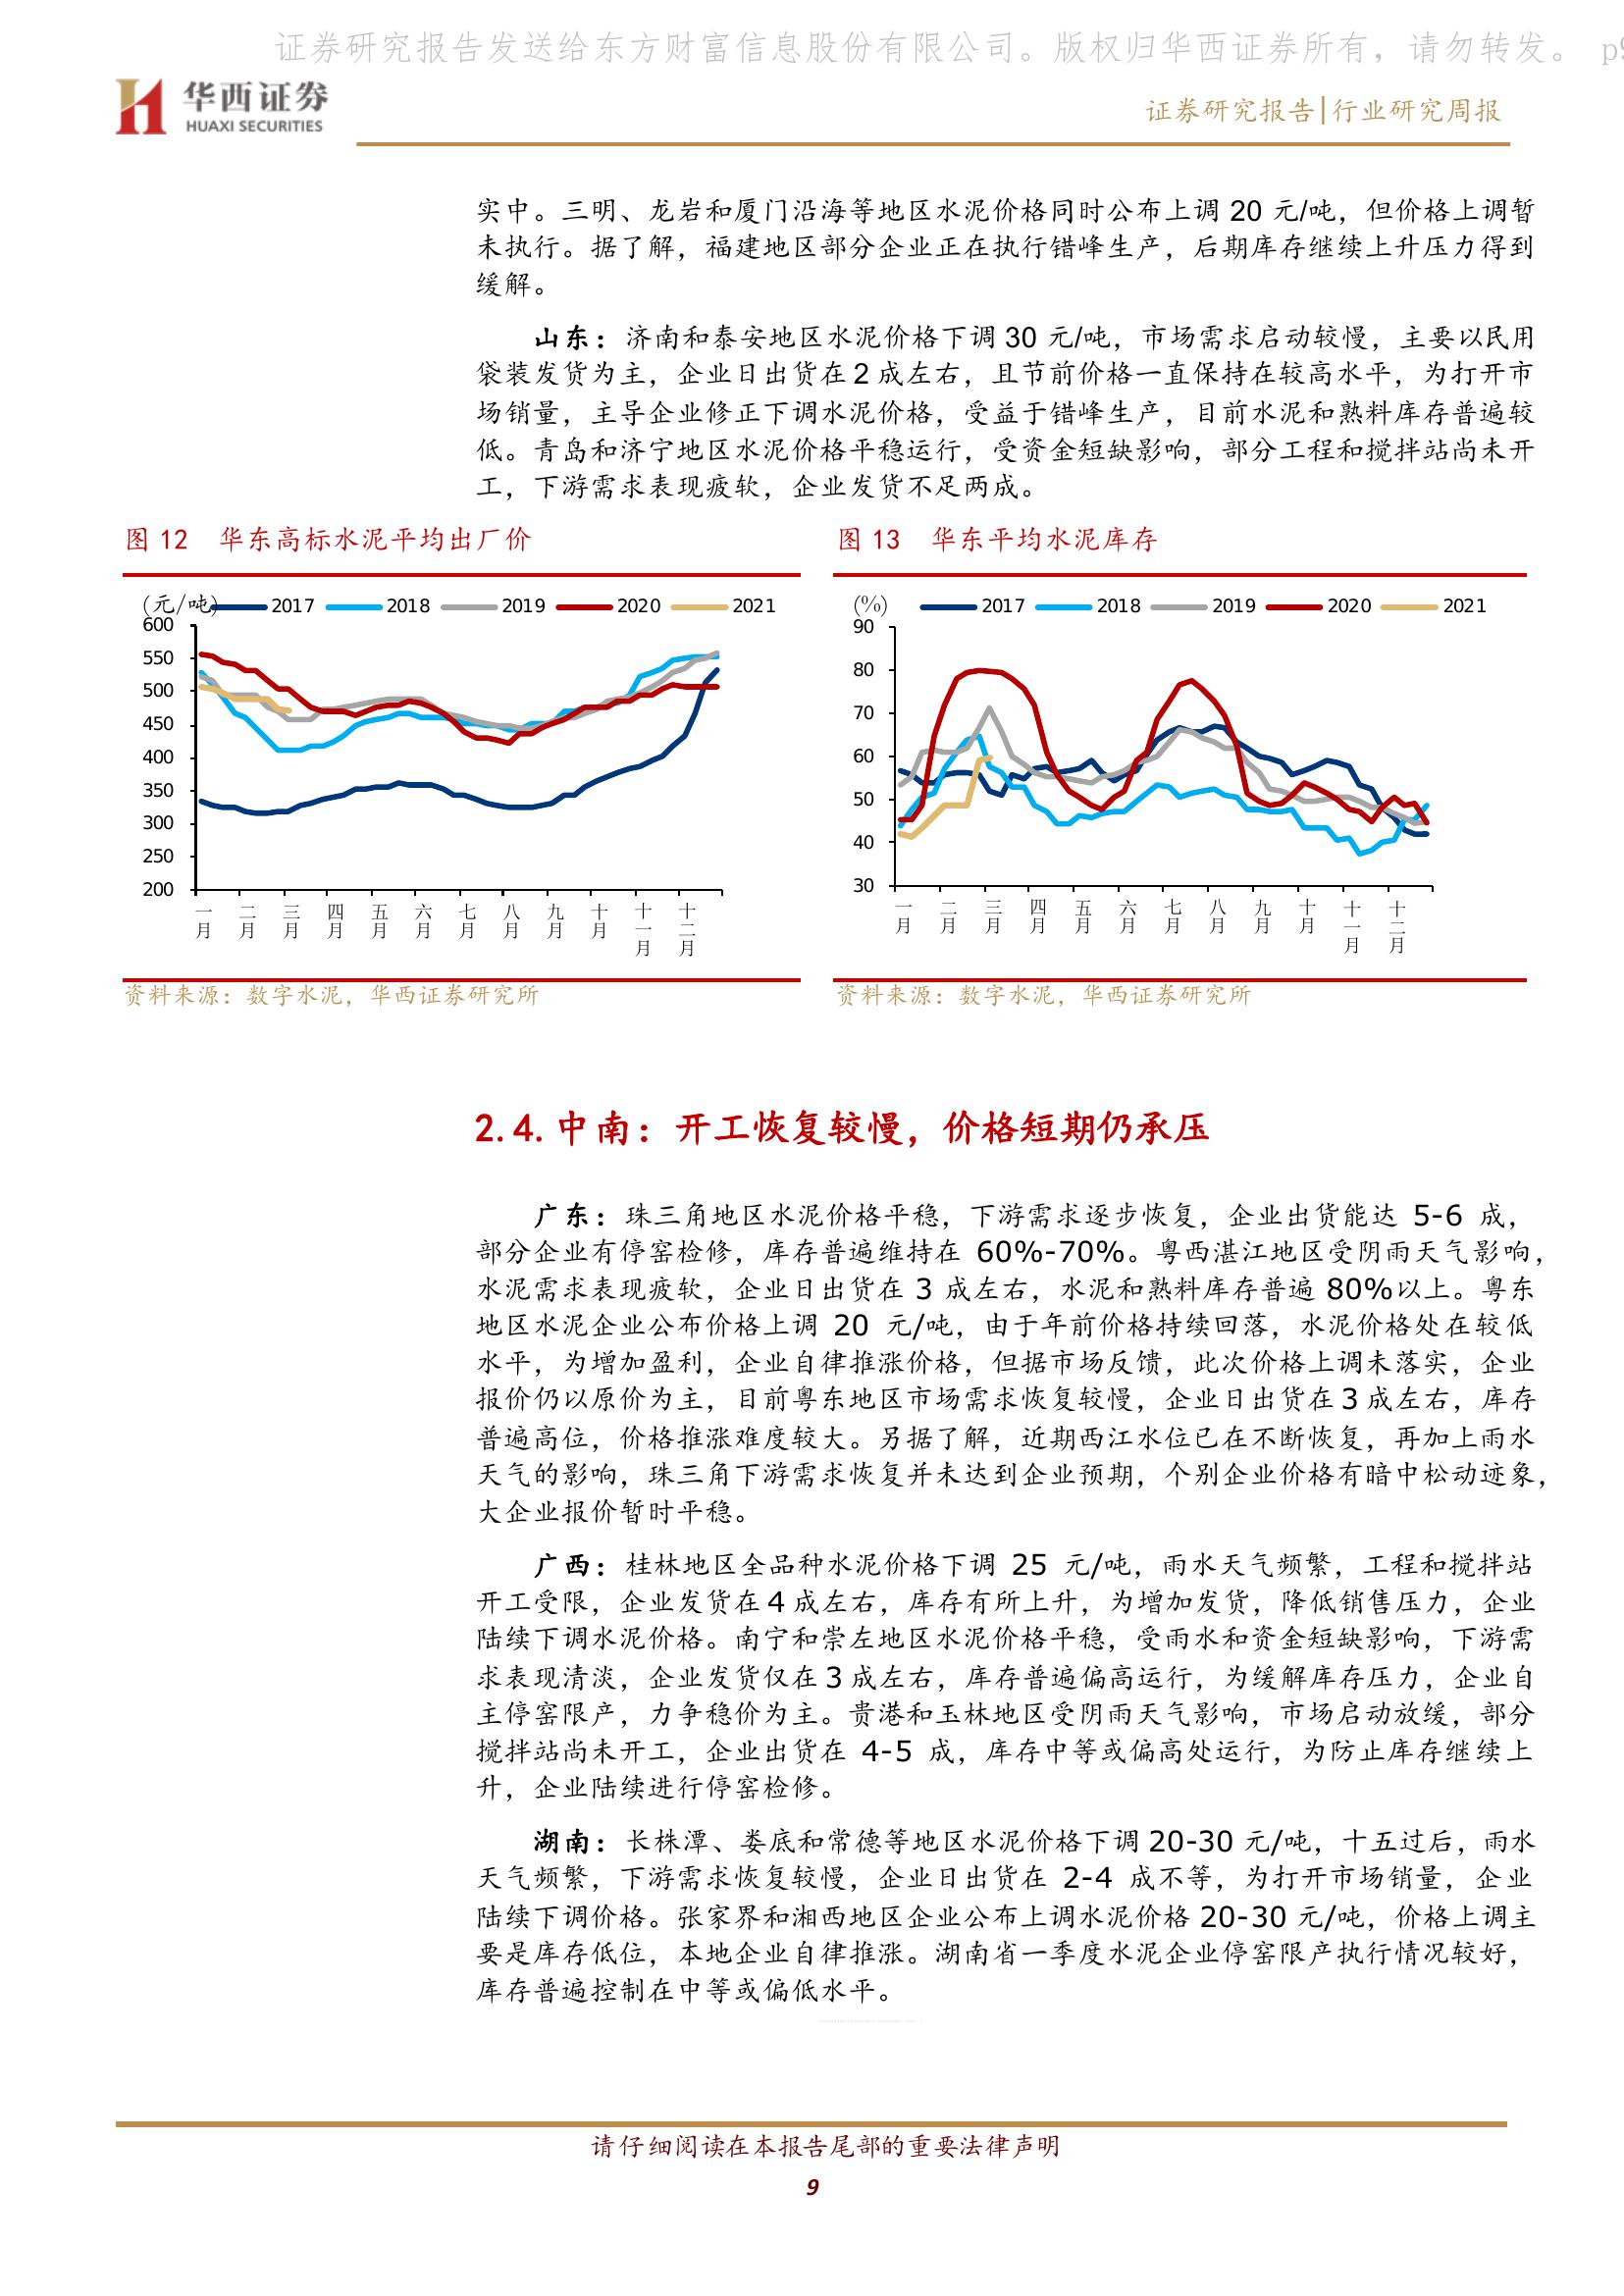 证券研究报告发送给东方财富信息股份有限公司。版权归华西证券所有，请勿转发。 p9
华西证券
HUAXI SECURITIES
证券研究报告|行业研究周报
实中。三明、龙岩和厦门沿海等地区水泥价格同时公布上调 20 元/吨，但价格上调暂
未执行。据了解，福建地区部分企业正在执行错峰生产，后期库存继续上升压力得到
缓解。
山东：济南和泰安地区水泥价格下调 30 元/吨，市场需求启动较慢，主要以民用
袋装发货为主，企业日出货在 2 成左右，且节前价格一直保持在较高水平，为打开市
场销量，主导企业修正下调水泥价格，受益于错峰生产，目前水泥和熟料库存普遍较
低。青岛和济宁地区水泥价格平稳运行，受资金短缺影响，部分工程和搅拌站尚未开
工，下游需求表现疲软，企业发货不足两成。
图 12 华东高标水泥平均出厂价
(元/吨) 2017 2018 2019 2020 2021
600
550
500
450
400
350
300
250
200
一月 二月 三月 四月 五月 六月 七月 八月 九月 十月 十一月 十二月
资料来源：数字水泥，华西证券研究所
图 13 华东平均水泥库存
(%) 2017 2018 2019 2020 2021
90
80
70
60
50
40
30
一月 二月 三月 四月 五月 六月 七月 八月 九月 十月 十一月 十二月
资料来源：数字水泥，华西证券研究所
2.4.中南：开工恢复较慢，价格短期仍承压
广东：珠三角地区水泥价格平稳，下游需求逐步恢复，企业出货能达 5-6 成，
部分企业有停窑检修，库存普遍维持在 60%-70%。粤西湛江地区受阴雨天气影响，
水泥需求表现疲软，企业日出货在 3 成左右，水泥和熟料库存普遍 80%以上。粤东
地区水泥企业公布价格上调 20 元/吨，由于年前价格持续回落，水泥价格处在较低
水平，为增加盈利，企业自律推涨价格，但据市场反馈，此次价格上调未落实，企业
报价仍以原价为主，目前粤东地区市场需求恢复较慢，企业日出货在 3 成左右，库存
普遍高位，价格推涨难度较大。另据了解，近期西江水位已在不断恢复，再加上雨水
天气的影响，珠三角下游需求恢复并未达到企业预期，个别企业价格有暗中松动迹象，
大企业报价暂时平稳。
广西：桂林地区全品种水泥价格下调 25 元/吨，雨水天气频繁，工程和搅拌站
开工受限，企业发货在 4 成左右，库存有所上升，为增加发货，降低销售压力，企业
陆续下调水泥价格。南宁和崇左地区水泥价格平稳，受雨水和资金短缺影响，下游需
求表现清淡，企业发货仅在 3 成左右，库存普遍偏高运行，为缓解库存压力，企业自
主停窑限产，力争稳价为主。贵港和玉林地区受阴雨天气影响，市场启动放缓，部分
搅拌站尚未开工，企业出货在 4-5 成，库存中等或偏高处运行，为防止库存继续上
升，企业陆续进行停窑检修。
湖南：长株潭、娄底和常德等地区水泥价格下调 20-30 元/吨，十五过后，雨水
天气频繁，下游需求恢复较慢，企业日出货在 2-4 成不等，为打开市场销量，企业
陆续下调价格。张家界和湘西地区企业公布上调水泥价格 20-30 元/吨，价格上调主
要是库存低位，本地企业自律推涨。湖南省一季度水泥企业停窑限产执行情况较好，
库存普遍控制在中等或偏低水平。
请仔细阅读在本报告尾部的重要法律声明
9